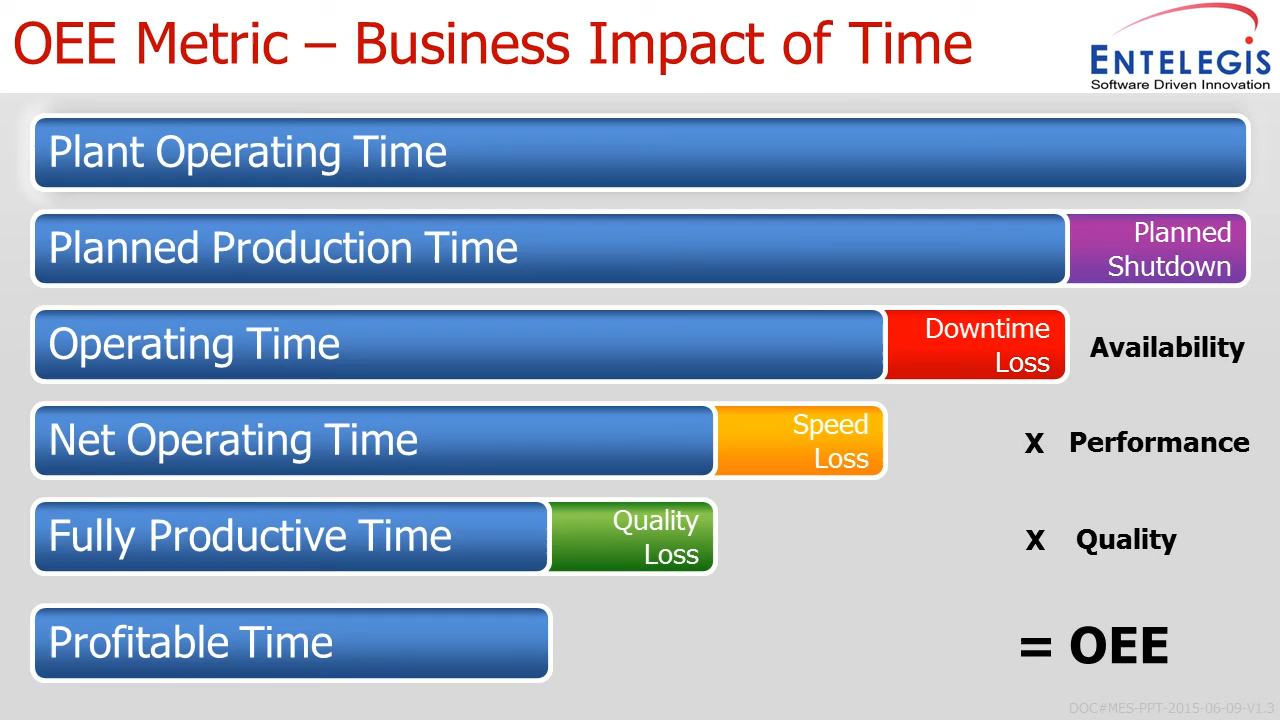 OEE Metric – Business Impact of Time
ENTELEGIS
Software Driven Innovation
Plant Operating Time
Planned Production Time
Planned
Shutdown
Operating Time
Downtime
Loss
Availability
Net Operating Time
Speed
Loss
X Performance
Fully Productive Time
Quality
Loss
X Quality
Profitable Time
= OEE
DOC#MES-PPT-2015-06-09-V1.3